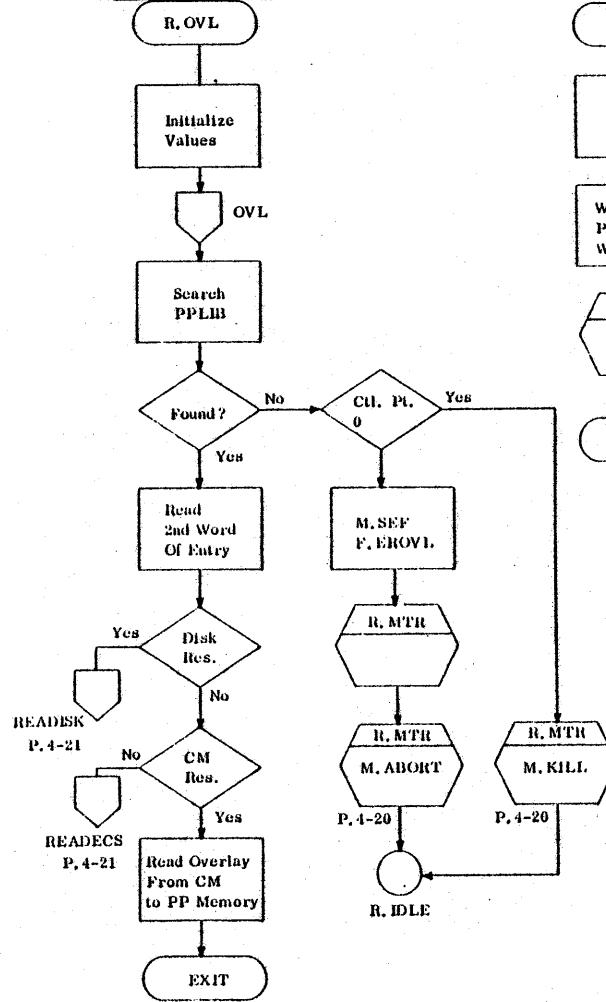 R.OVL
Initialize
Values
OVL
Search
PPLIB
Found?
No
Ctl. Pt.
0
Yes
Yes
Read
2nd Word
Of Entry
M.SEF
F.EROVL
Yes
Disk
Res.
R.MTR
READISK
P.4-21
No
No
CM
Res.
R.MTR
M.ABORT
R.MTR
M.KILL
READECS
P.4-21
Yes
P.4-20
P.4-20
Read Overlay
From CM
to PP Memory
R.IDLE
EXIT
W
P
W